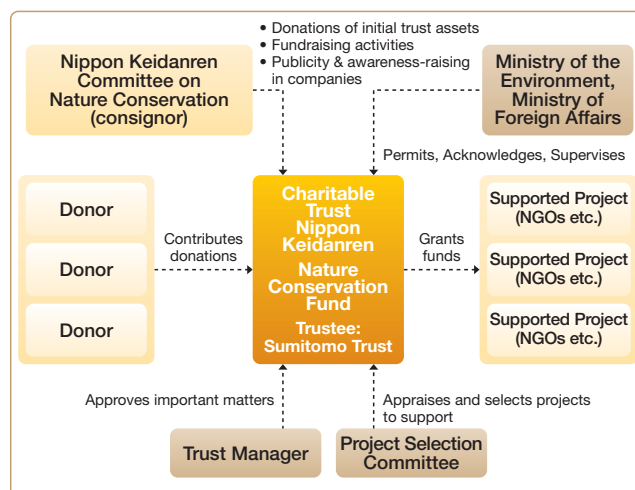 Nippon Keidanren
Committee on
Nature Conservation
(consignor)
• Donations of initial trust assets
• Fundraising activities
• Publicity & awareness-raising
in companies
Ministry of the
Environment,
Ministry of
Foreign Affairs
Permits, Acknowledges, Supervises
Donor
Donor
Donor
Contributes
donations
Charitable
Trust
Nippon
Keidanren
Nature
Conservation
Fund
Trustee:
Sumitomo Trust
Grants
funds
Supported Project
(NGOs etc.)
Supported Project
(NGOs etc.)
Supported Project
(NGOs etc.)
Approves important matters
Appraises and selects projects
to support
Trust Manager
Project Selection
Committee